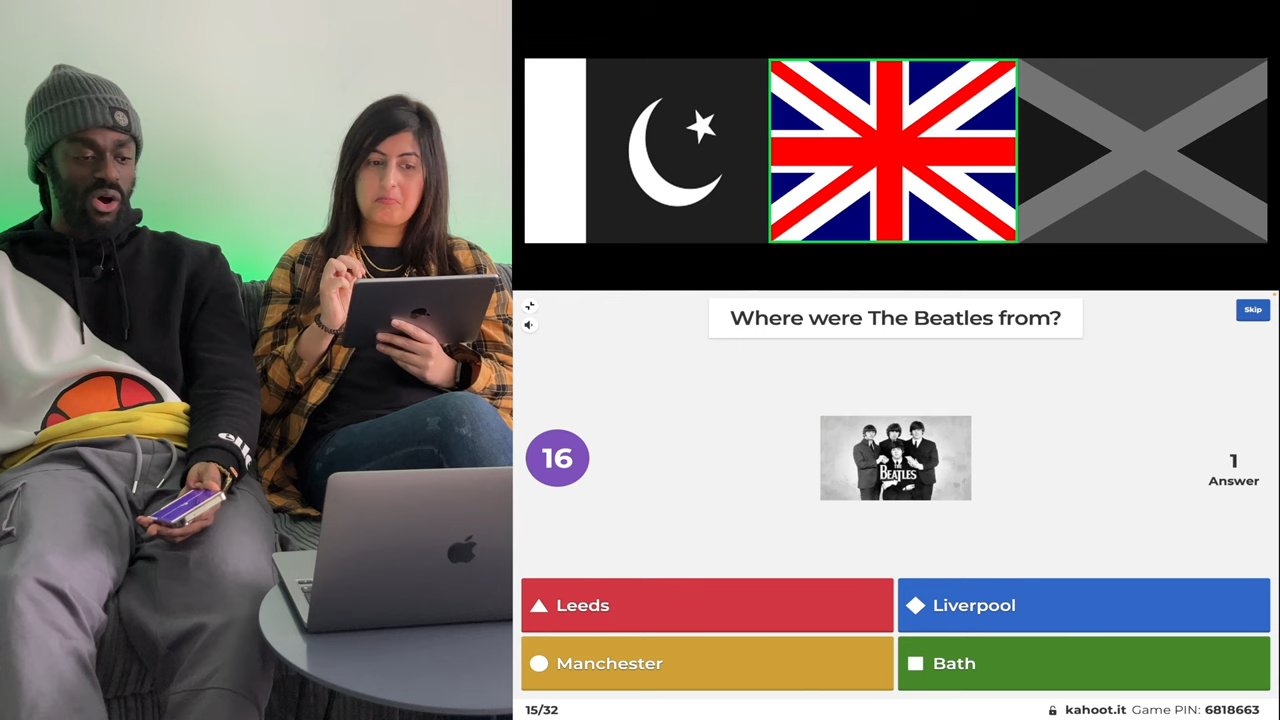 Where were The Beatles from?
Skip
16
THE
BEATLES
1
Answer
Leeds
Liverpool
Manchester
Bath
15/32
kahoot.it Game PIN: 6818663